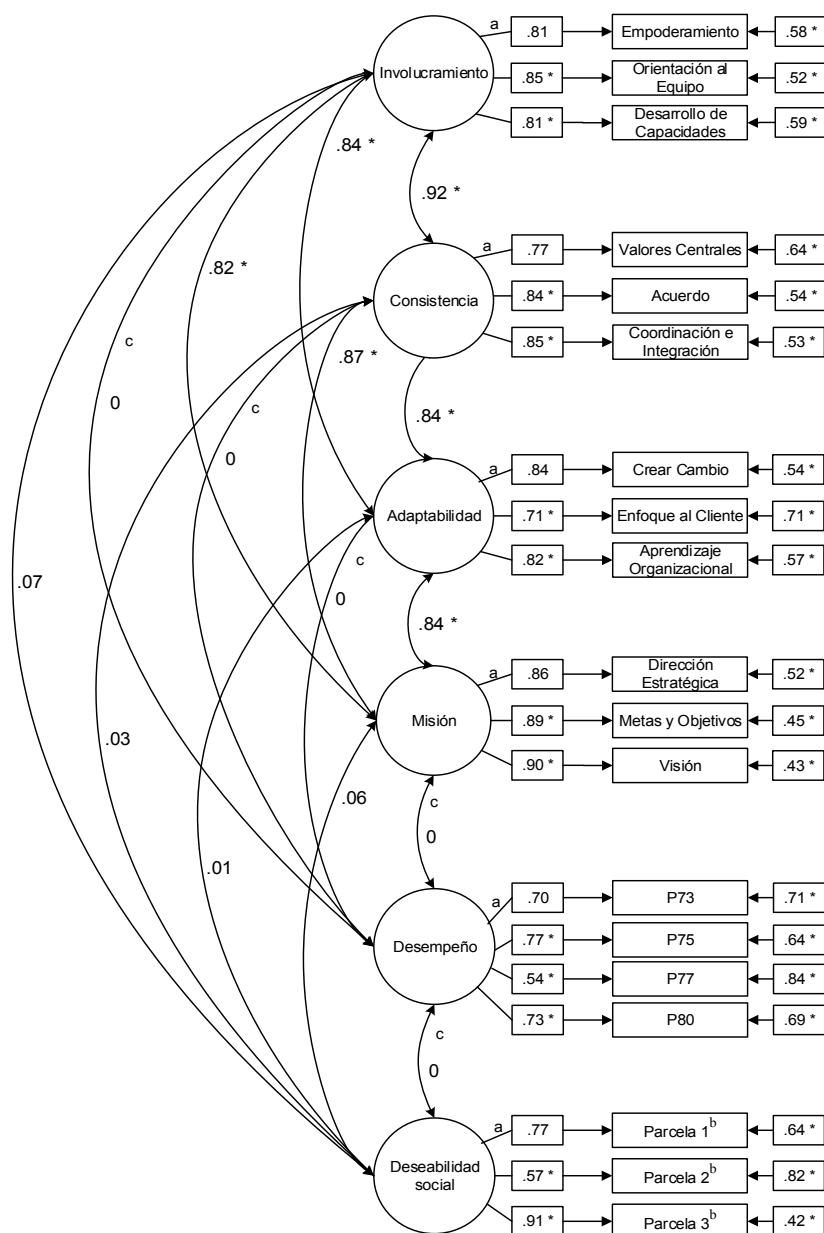 a
.81
Empoderamiento
.58 *
Involucramiento
.85 *
Orientación al
Equipo
.52 *
.81 *
Desarrollo de
Capacidades
.59 *
.84 *
.92 *
a
.77
Valores Centrales
.64 *
.82 *
Consistencia
.84 *
Acuerdo
.54 *
.85 *
Coordinación e
Integración
.53 *
c
0
.87 *
c
0
.84 *
a
.84
Crear Cambio
.54 *
Adaptabilidad
.71 *
Enfoque al Cliente
.71 *
.82 *
Aprendizaje
Organizacional
.57 *
c
0
.07
.84 *
a
.86
Dirección
Estratégica
.52 *
Misión
.89 *
Metas y Objetivos
.45 *
.90 *
Visión
.43 *
.03
.06
c
0
.01
a
.70
P73
.71 *
Desempeño
.77 *
P75
.64 *
.54 *
P77
.84 *
.73 *
P80
.69 *
c
0
a
.77
Parcela 1b
.64 *
Deseabilidad
social
.57 *
Parcela 2b
.82 *
.91 *
Parcela 3b
.42 *